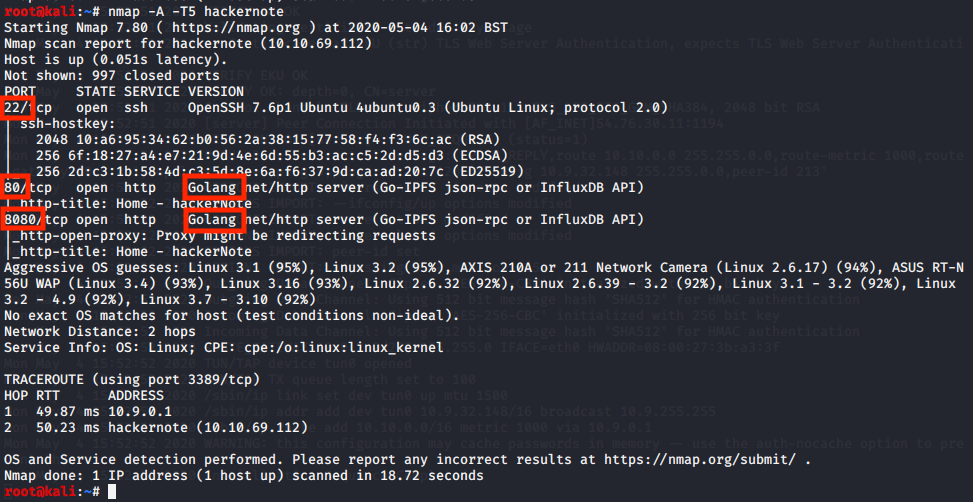 root@kali:~# nmap -A -T5 hackernote
Starting Nmap 7.80 ( https://nmap.org ) at 2020-05-04 16:02 BST
Nmap scan report for hackernote (10.10.69.112)
Host is up (0.051s latency).
Not shown: 997 closed ports
PORT     STATE SERVICE VERSION
22/tcp   open  ssh     OpenSSH 7.6p1 Ubuntu 4ubuntu0.3 (Ubuntu Linux; protocol 2.0)
| ssh-hostkey:
|   2048 10:a6:95:34:62:b0:56:2a:38:15:77:58:f4:f3:6c:ac (RSA)
|   256 6f:18:27:a4:e7:21:9d:4e:6d:55:b3:ac:c5:2d:d5:d3 (ECDSA)
|   256 2d:c3:1b:58:4d:c3:5d:8e:6a:f6:37:9d:ca:ad:20:7c (ED25519)
80/tcp   open  http    Golang net/http server (Go-IPFS json-rpc or InfluxDB API)
|_http-title: Home - hackerNote
8080/tcp open  http    Golang net/http server (Go-IPFS json-rpc or InfluxDB API)
|_http-open-proxy: Proxy might be redirecting requests
|_http-title: Home - hackerNote
Aggressive OS guesses: Linux 3.1 (95%), Linux 3.2 (95%), AXIS 210A or 211 Network Camera (Linux 2.6.17) (94%), ASUS RT-N
56U WAP (Linux 3.4) (93%), Linux 3.16 (93%), Linux 2.6.32 (92%), Linux 2.6.39 - 3.2 (92%), Linux 3.1 - 3.2 (92%), Linux
3.2 - 4.9 (92%), Linux 3.7 - 3.10 (92%)
No exact OS matches for host (test conditions non-ideal).
Network Distance: 2 hops
Service Info: OS: Linux; CPE: cpe:/o:linux:linux_kernel

TRACEROUTE (using port 3389/tcp)
HOP RTT      ADDRESS
1   49.87 ms 10.9.0.1
2   50.23 ms hackernote (10.10.69.112)

OS and Service detection performed. Please report any incorrect results at https://nmap.org/submit/ .
Nmap done: 1 IP address (1 host up) scanned in 18.72 seconds
root@kali:~#